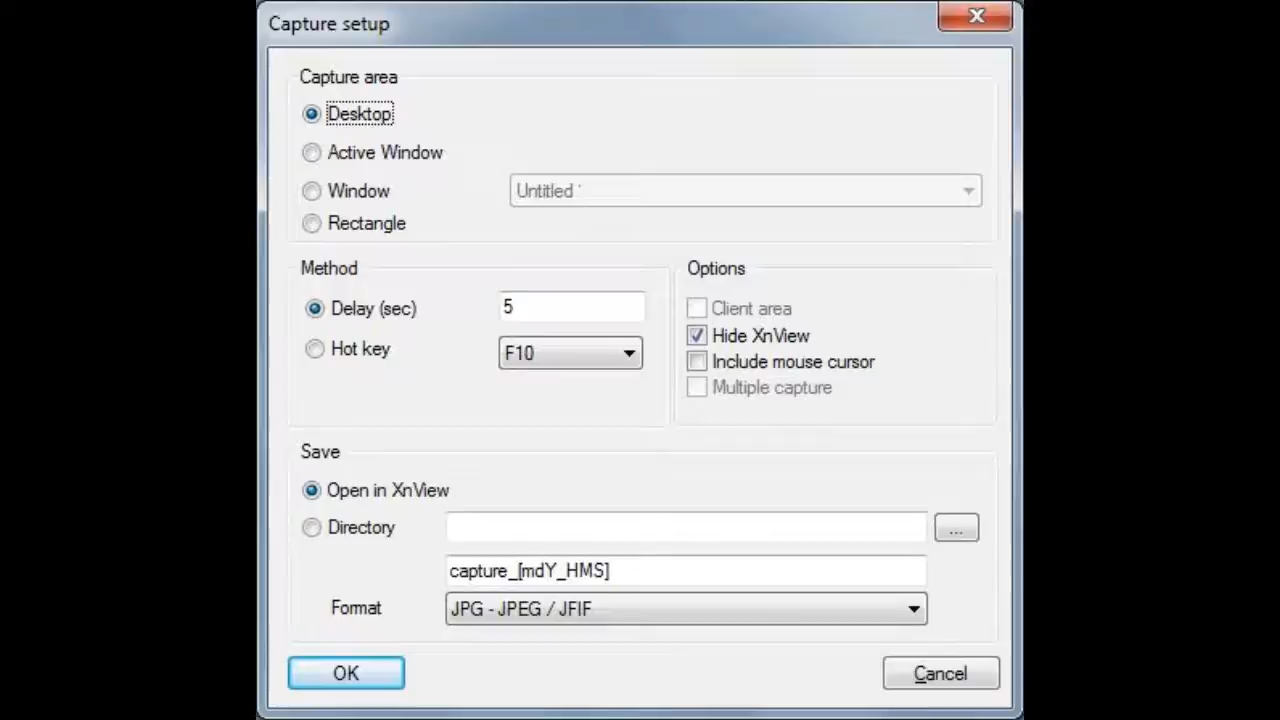 Capture setup
Capture area
Desktop
Active Window
Window
Untitled '
Rectangle
Method
Options
Delay (sec)
5
Client area
Hide XnView
Hot key
F10
Include mouse cursor
Multiple capture
Save
Open in XnView
Directory
...
capture_[mdY_HMS]
Format
JPG - JPEG / JFIF
OK
Cancel